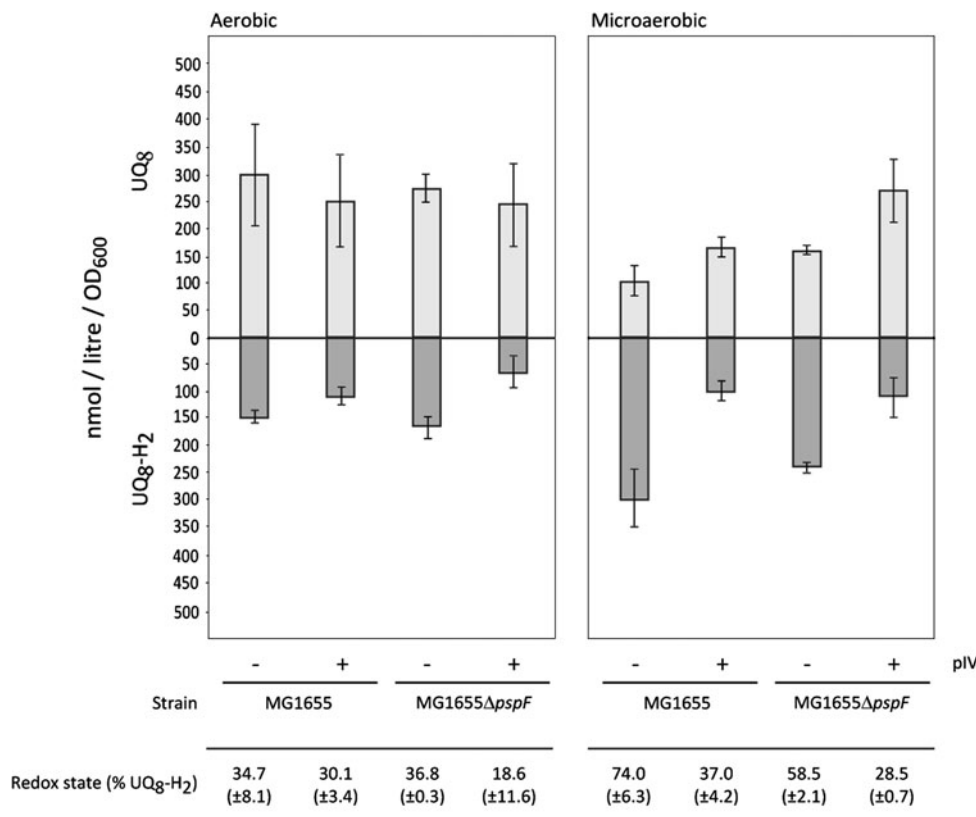 Aerobic
Microaerobic
500
450
400
350
300
250
200
150
100
50
0
50
100
150
200
250
300
350
400
450
500
UQ8
nmol / litre / OD600
UQ8-H2
- + - + - + - + pIV
Strain MG1655 MG1655ΔpspF MG1655 MG1655ΔpspF
Redox state (% UQ8-H2) 34.7 30.1 36.8 18.6 74.0 37.0 58.5 28.5
(±8.1) (±3.4) (±0.3) (±11.6) (±6.3) (±4.2) (±2.1) (±0.7)